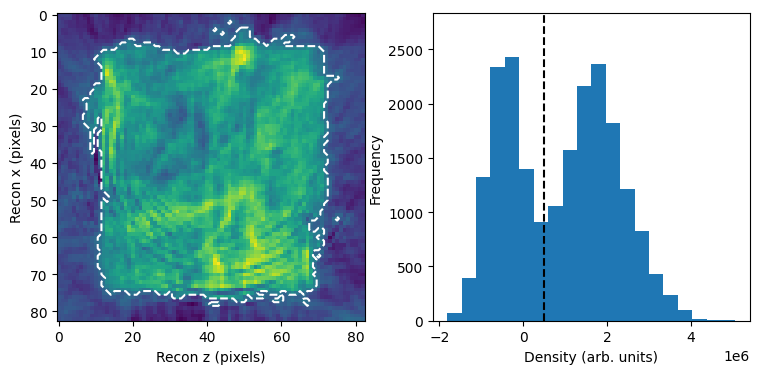 0
10
20
30
40
50
60
70
80
Recon x (pixels)
0 20 40 60 80
Recon z (pixels)
2500
2000
1500
1000
500
0
Frequency
−2 0 2 4
1e6
Density (arb. units)